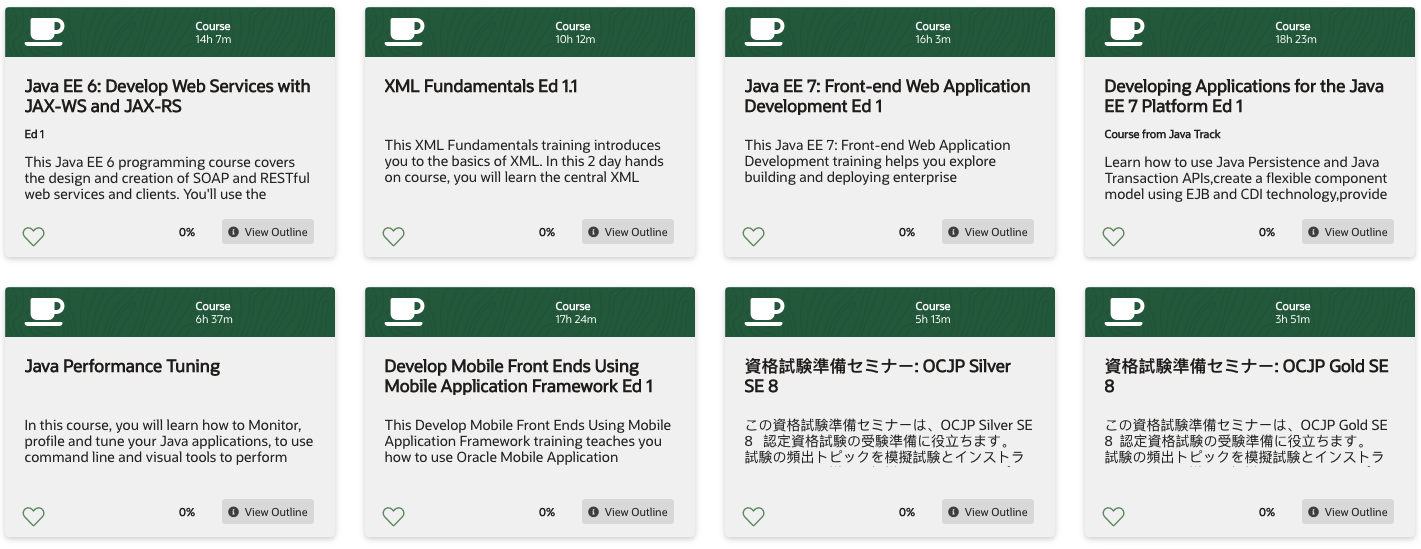 Course
14h 7m
Java EE 6: Develop Web Services with
JAX-WS and JAX-RS
Ed 1
This Java EE 6 programming course covers
the design and creation of SOAP and RESTful
web services and clients. You'll use the
0%
View Outline
Course
10h 12m
XML Fundamentals Ed 1.1
This XML Fundamentals training introduces
you to the basics of XML. In this 2 day hands
on course, you will learn the central XML
0%
View Outline
Course
16h 3m
Java EE 7: Front-end Web Application
Development Ed 1
This Java EE 7: Front-end Web Application
Development training helps you explore
building and deploying enterprise
0%
View Outline
Course
18h 23m
Developing Applications for the Java
EE 7 Platform Ed 1
Course from Java Track
Learn how to use Java Persistence and Java
Transaction APIs,create a flexible component
model using EJB and CDI technology,provide
0%
View Outline
Course
6h 37m
Java Performance Tuning
In this course, you will learn how to Monitor,
profile and tune your Java applications, to use
command line and visual tools to perform
0%
View Outline
Course
17h 24m
Develop Mobile Front Ends Using
Mobile Application Framework Ed 1
This Develop Mobile Front Ends Using Mobile
Application Framework training teaches you
how to use Oracle Mobile Application
0%
View Outline
Course
5h 13m
資格試験準備セミナー: OCJP Silver
SE 8
この資格試験準備セミナーは、OCJP Silver SE
8 認定資格試験の受験準備に役立ちます。
試験の頻出トピックを模擬試験とインストラ
0%
View Outline
Course
3h 51m
資格試験準備セミナー: OCJP Gold SE
8
この資格試験準備セミナーは、OCJP Gold SE
8 認定資格試験の受験準備に役立ちます。
試験の頻出トピックを模擬試験とインストラ
0%
View Outline